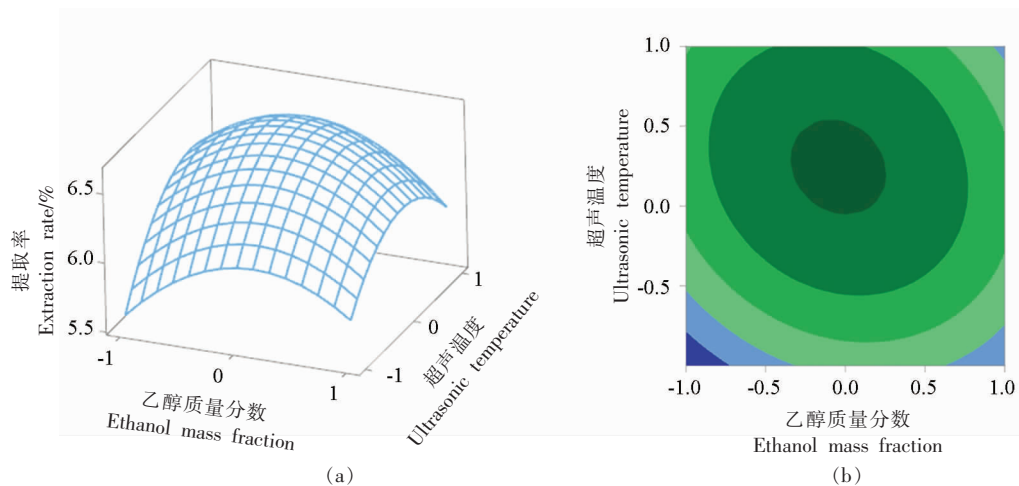 6.5
6.0
5.5
提取率
Extraction rate/%
-1
0
1
乙醇质量分数
Ethanol mass fraction
-1
0
1
超声温度
Ultrasonic temperature
(a)
1.0
0.5
0.0
-0.5
超声温度
Ultrasonic temperature
-1.0 -0.5 0.0 0.5 1.0
乙醇质量分数
Ethanol mass fraction
(b)